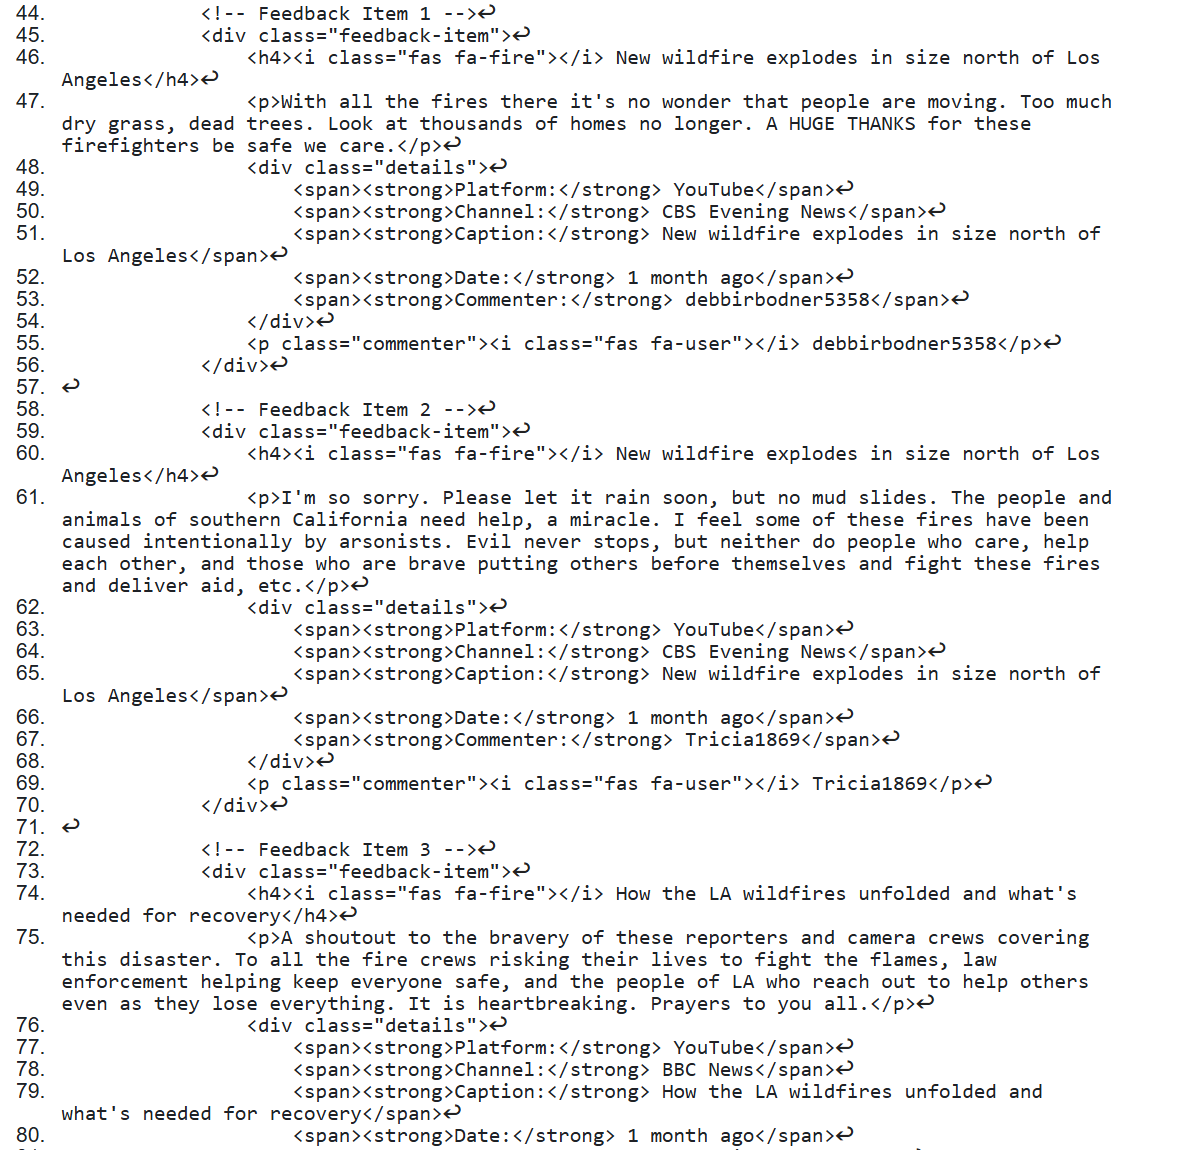 44. <!-- Feedback Item 1 -->↩
45. <div class="feedback-item">↩
46. <h4><i class="fas fa-fire"></i> New wildfire explodes in size north of Los
Angeles</h4>↩
47. <p>With all the fires there it's no wonder that people are moving. Too much
dry grass, dead trees. Look at thousands of homes no longer. A HUGE THANKS for these
firefighters be safe we care.</p>↩
48. <div class="details">↩
49. <span><strong>Platform:</strong> YouTube</span>↩
50. <span><strong>Channel:</strong> CBS Evening News</span>↩
51. <span><strong>Caption:</strong> New wildfire explodes in size north of
Los Angeles</span>↩
52. <span><strong>Date:</strong> 1 month ago</span>↩
53. <span><strong>Commenter:</strong> debbirbodner5358</span>↩
54. </div>↩
55. <p class="commenter"><i class="fas fa-user"></i> debbirbodner5358</p>↩
56. </div>↩
57. ↩
58. <!-- Feedback Item 2 -->↩
59. <div class="feedback-item">↩
60. <h4><i class="fas fa-fire"></i> New wildfire explodes in size north of Los
Angeles</h4>↩
61. <p>I'm so sorry. Please let it rain soon, but no mud slides. The people and
animals of southern California need help, a miracle. I feel some of these fires have been
caused intentionally by arsonists. Evil never stops, but neither do people who care, help
each other, and those who are brave putting others before themselves and fight these fires
and deliver aid, etc.</p>↩
62. <div class="details">↩
63. <span><strong>Platform:</strong> YouTube</span>↩
64. <span><strong>Channel:</strong> CBS Evening News</span>↩
65. <span><strong>Caption:</strong> New wildfire explodes in size north of
Los Angeles</span>↩
66. <span><strong>Date:</strong> 1 month ago</span>↩
67. <span><strong>Commenter:</strong> Tricia1869</span>↩
68. </div>↩
69. <p class="commenter"><i class="fas fa-user"></i> Tricia1869</p>↩
70. </div>↩
71. ↩
72. <!-- Feedback Item 3 -->↩
73. <div class="feedback-item">↩
74. <h4><i class="fas fa-fire"></i> How the LA wildfires unfolded and what's
needed for recovery</h4>↩
75. <p>A shoutout to the bravery of these reporters and camera crews covering
this disaster. To all the fire crews risking their lives to fight the flames, law
enforcement helping keep everyone safe, and the people of LA who reach out to help others
even as they lose everything. It is heartbreaking. Prayers to you all.</p>↩
76. <div class="details">↩
77. <span><strong>Platform:</strong> YouTube</span>↩
78. <span><strong>Channel:</strong> BBC News</span>↩
79. <span><strong>Caption:</strong> How the LA wildfires unfolded and
what's needed for recovery</span>↩
80. <span><strong>Date:</strong> 1 month ago</span>↩